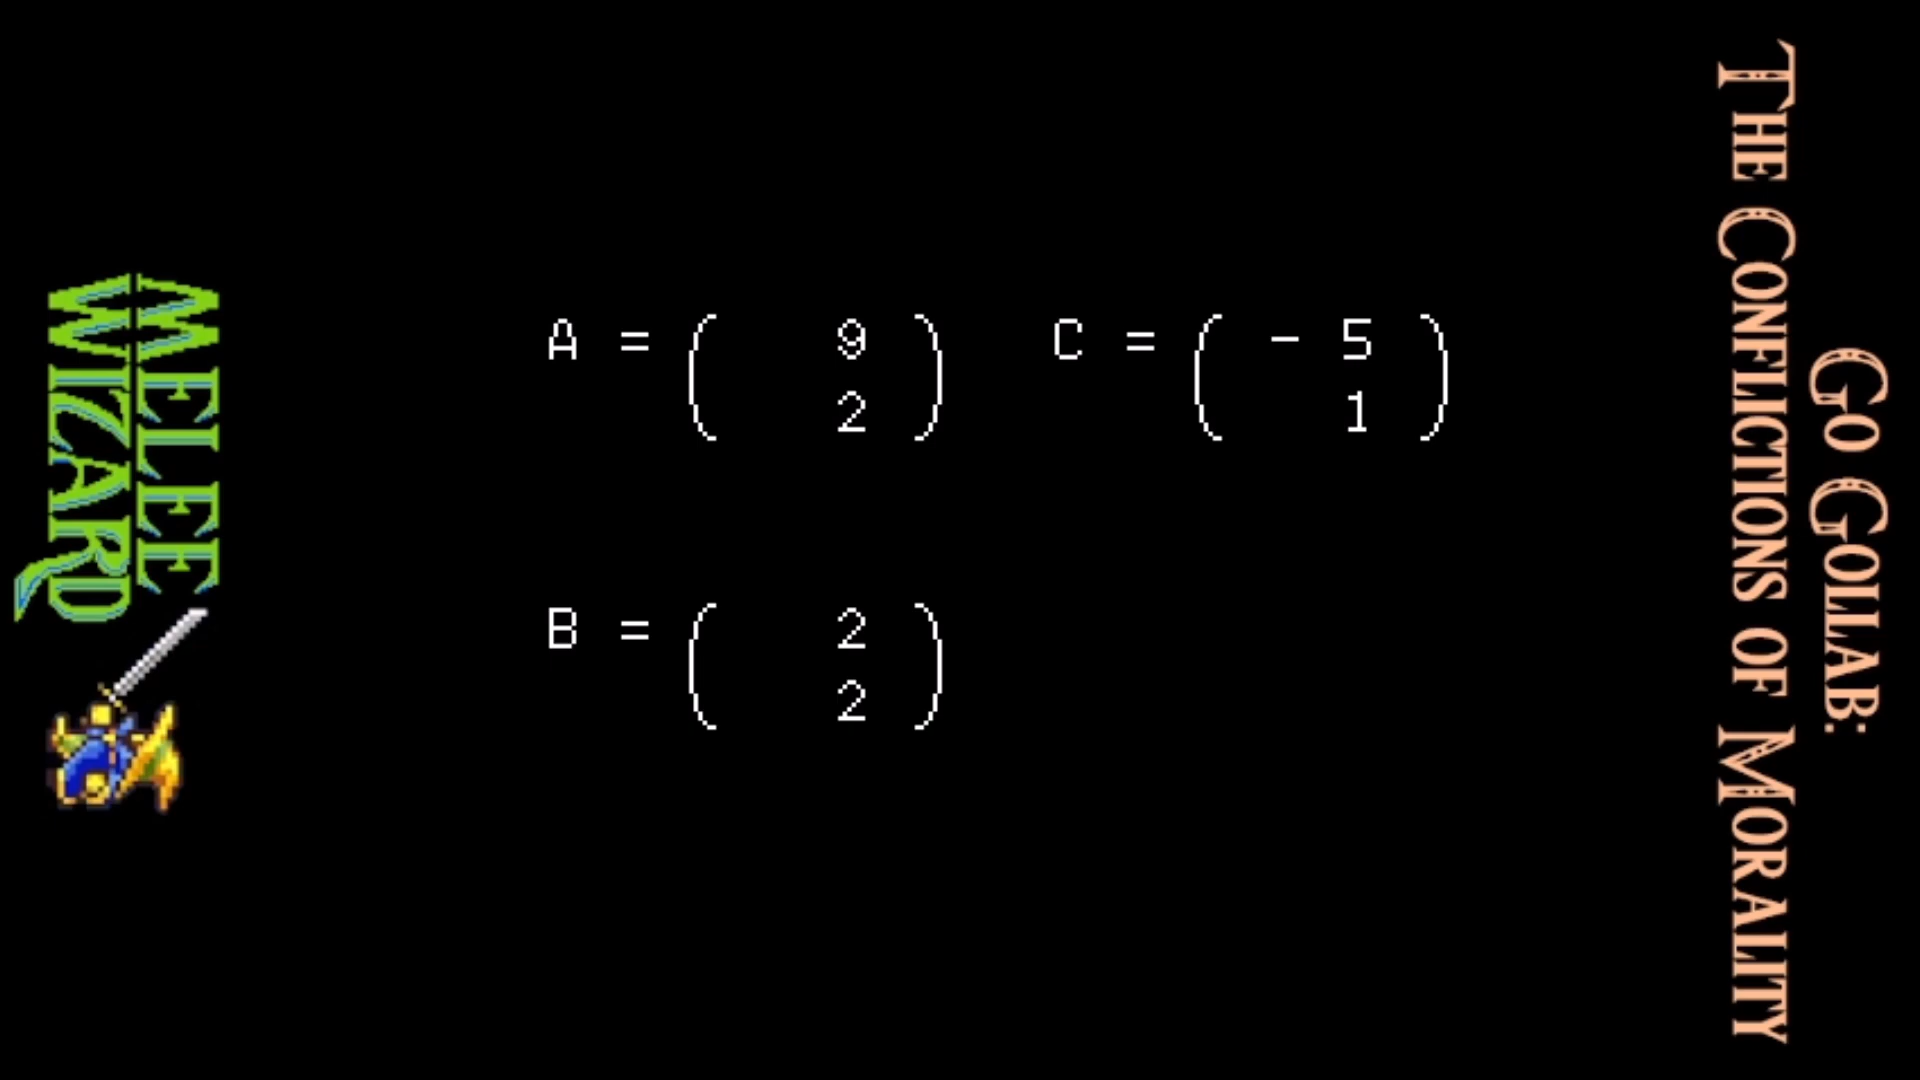 MELEE
WIZARD
A = ( 9
2 )
C = ( - 5
1 )
B = ( 2
2 )
GO GOLLAB:
THE CONFLICTIONS OF MORALITY